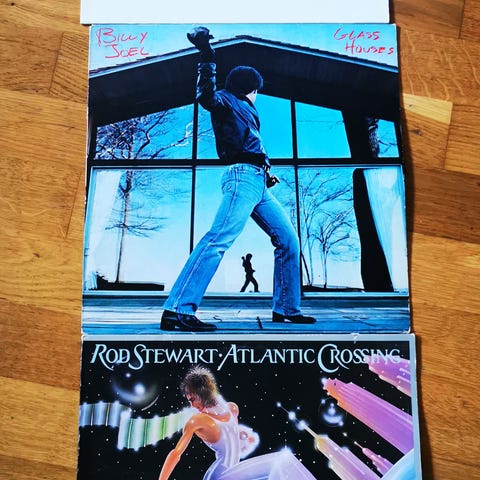 BILLY JOEL
GLASS HOUSES
ROD STEWART · ATLANTIC CROSSING